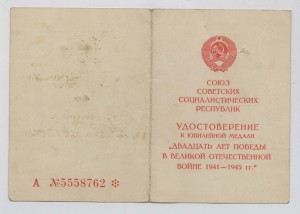 СОЮЗ
СОВЕТСКИХ
СОЦИАЛИСТИЧЕСКИХ
РЕСПУБЛИК
УДОСТОВЕРЕНИЕ
К ЮБИЛЕЙНОЙ МЕДАЛИ
„ДВАДЦАТЬ ЛЕТ ПОБЕДЫ
В ВЕЛИКОЙ ОТЕЧЕСТВЕННОЙ
ВОЙНЕ 1941—1945 гг.“
А №5558762 ✻